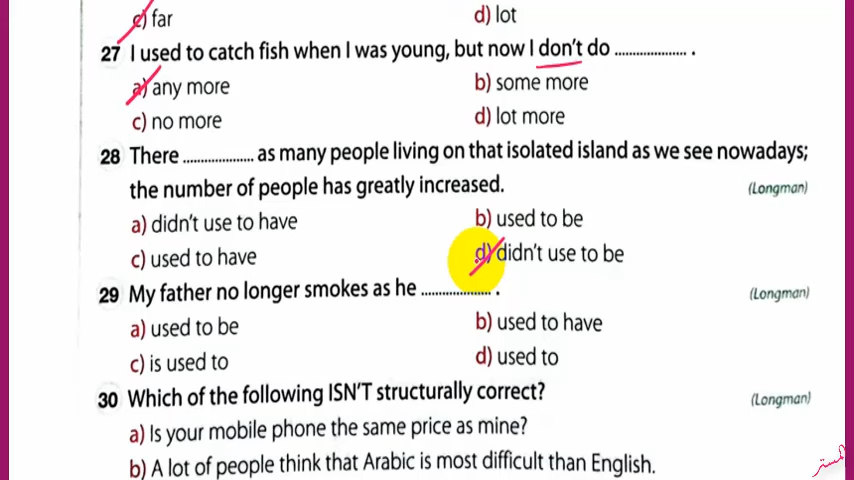 c) far
d) lot
27 I used to catch fish when I was young, but now I don't do .................... .
a) any more
b) some more
c) no more
d) lot more
28 There .................... as many people living on that isolated island as we see nowadays;
the number of people has greatly increased.
(Longman)
a) didn't use to have
b) used to be
c) used to have
d) didn't use to be
29 My father no longer smokes as he .................... .
(Longman)
a) used to be
b) used to have
c) is used to
d) used to
30 Which of the following ISN'T structurally correct?
(Longman)
a) Is your mobile phone the same price as mine?
b) A lot of people think that Arabic is most difficult than English.